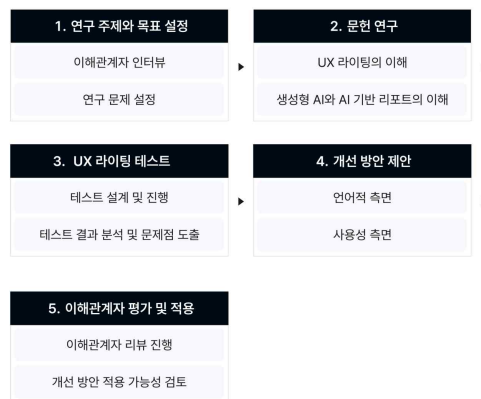 1. 연구 주제와 목표 설정
이해관계자 인터뷰
연구 문제 설정
2. 문헌 연구
UX 라이팅의 이해
생성형 AI와 AI 기반 리포트의 이해
3. UX 라이팅 테스트
테스트 설계 및 진행
테스트 결과 분석 및 문제점 도출
4. 개선 방안 제안
언어적 측면
사용성 측면
5. 이해관계자 평가 및 적용
이해관계자 리뷰 진행
개선 방안 적용 가능성 검토